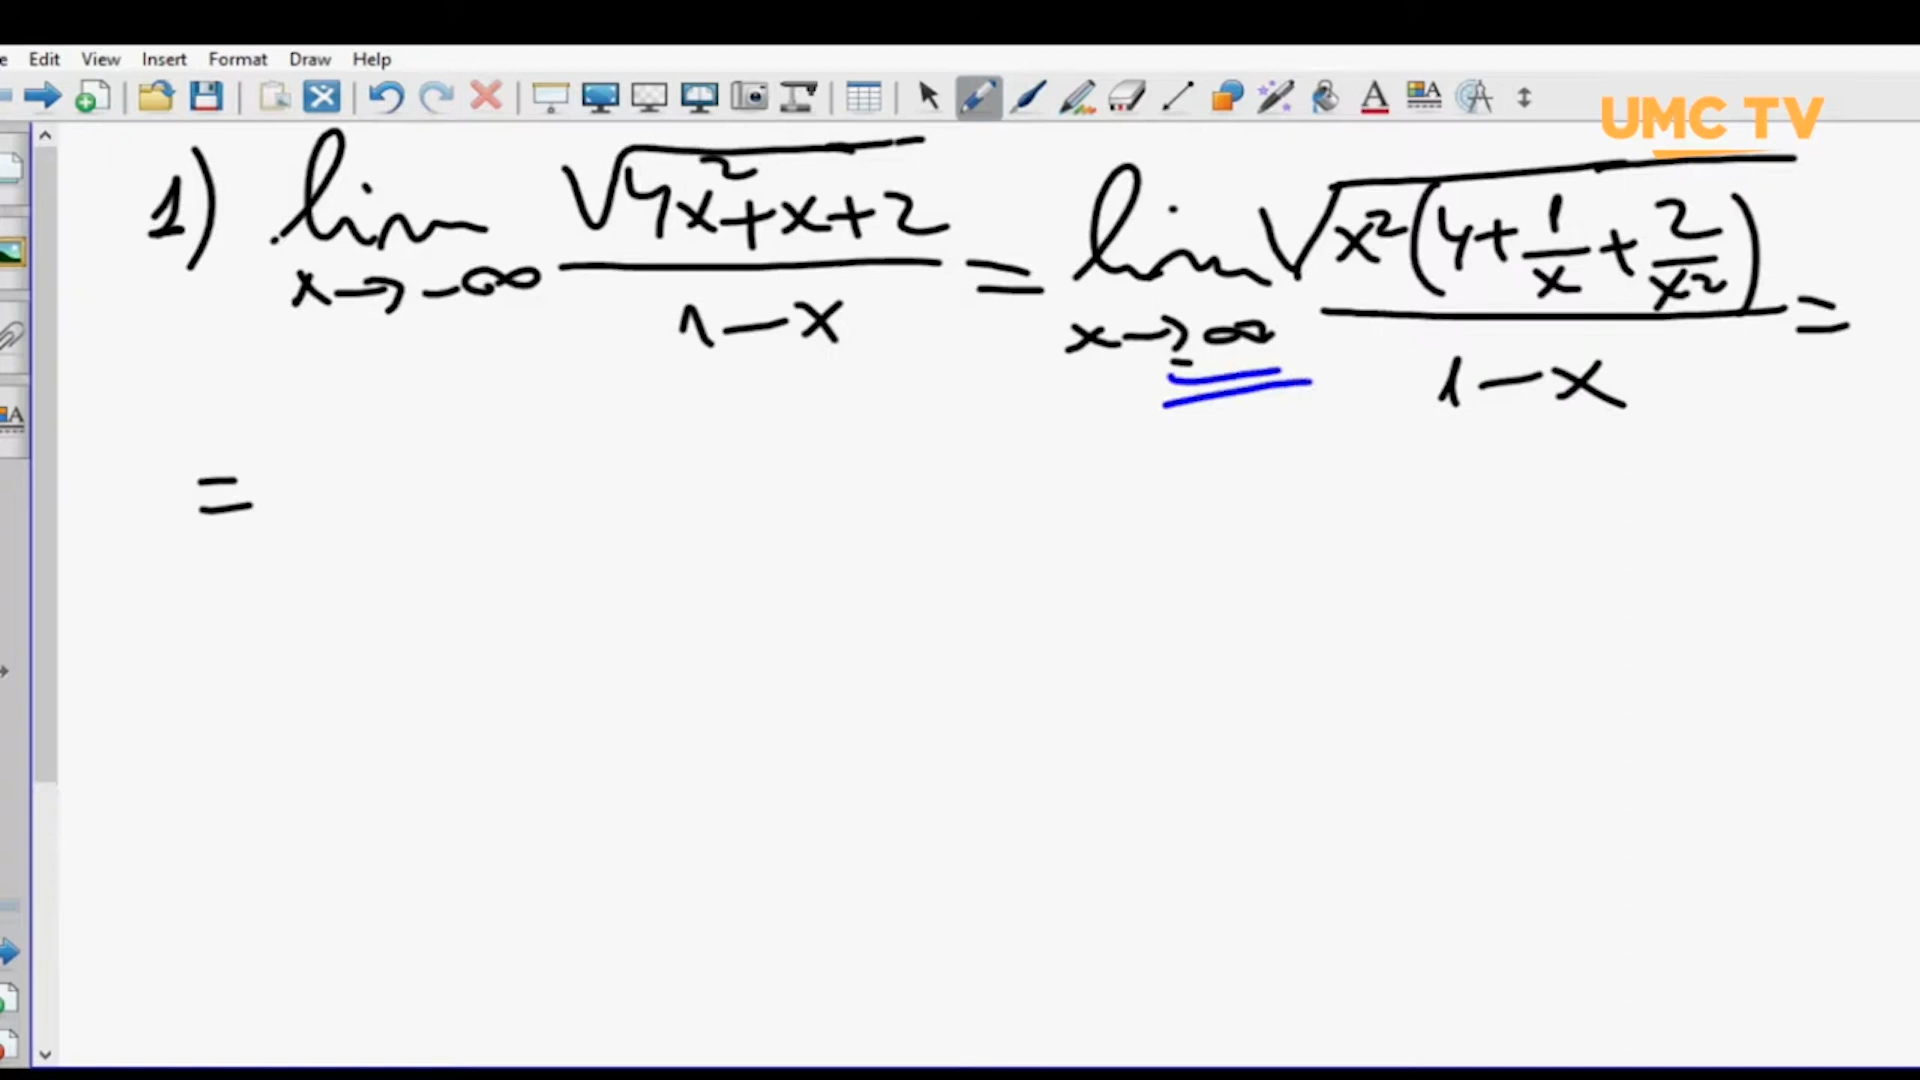 Edit View Insert Format Draw Help
UMC TV
1) lim x→-∞ √(4x²+x+2) / (1-x) = lim x→-∞ √(x²(4+1/x+2/x²)) / (1-x) =
=